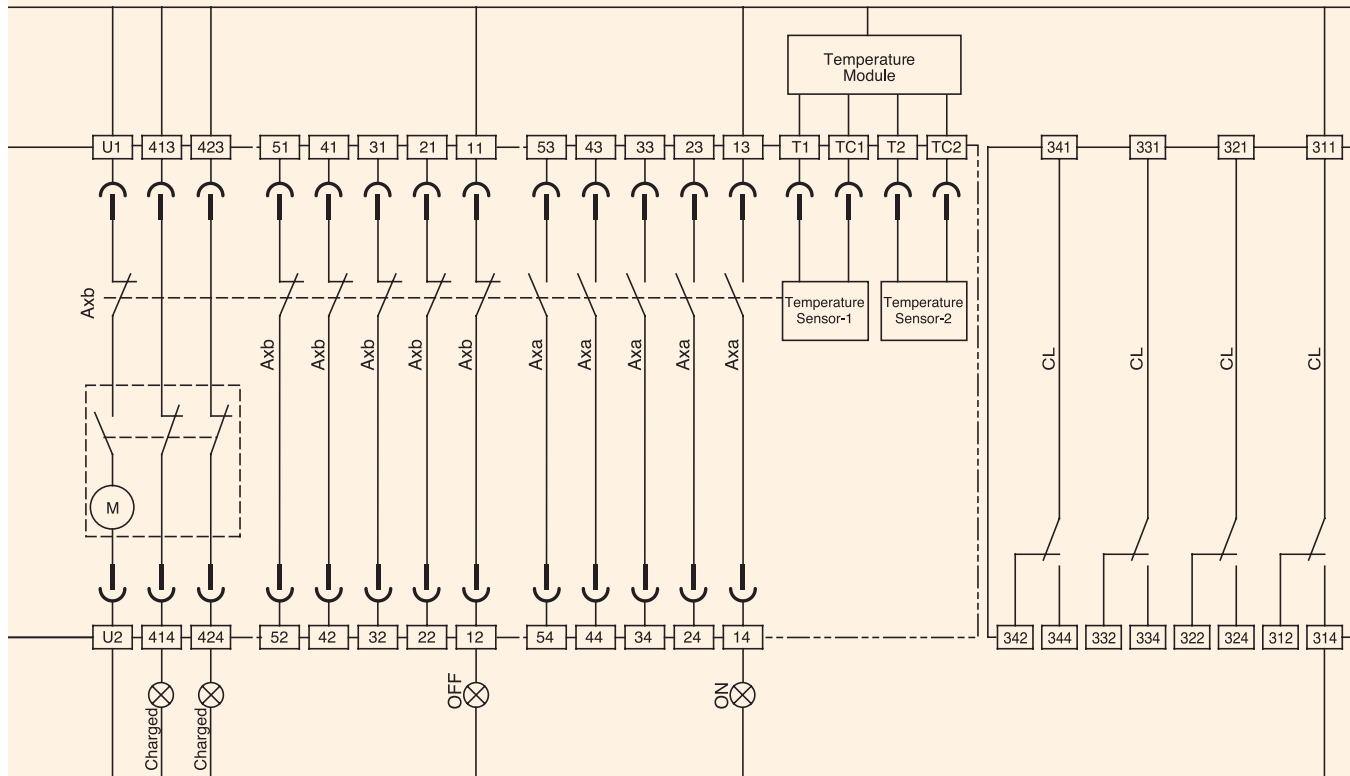 Temperature
Module
U1 413 423 51 41 31 21 11 53 43 33 23 13 T1 TC1 T2 TC2 341 331 321 311
Axb
Temperature
Sensor-1
Temperature
Sensor-2
Axb Axb Axb Axb Axb Axa Axa Axa Axa Axa CL CL CL CL
M
U2 414 424 52 42 32 22 12 54 44 34 24 14 342 344 332 334 322 324 312 314
OFF
ON
Charged
Charged